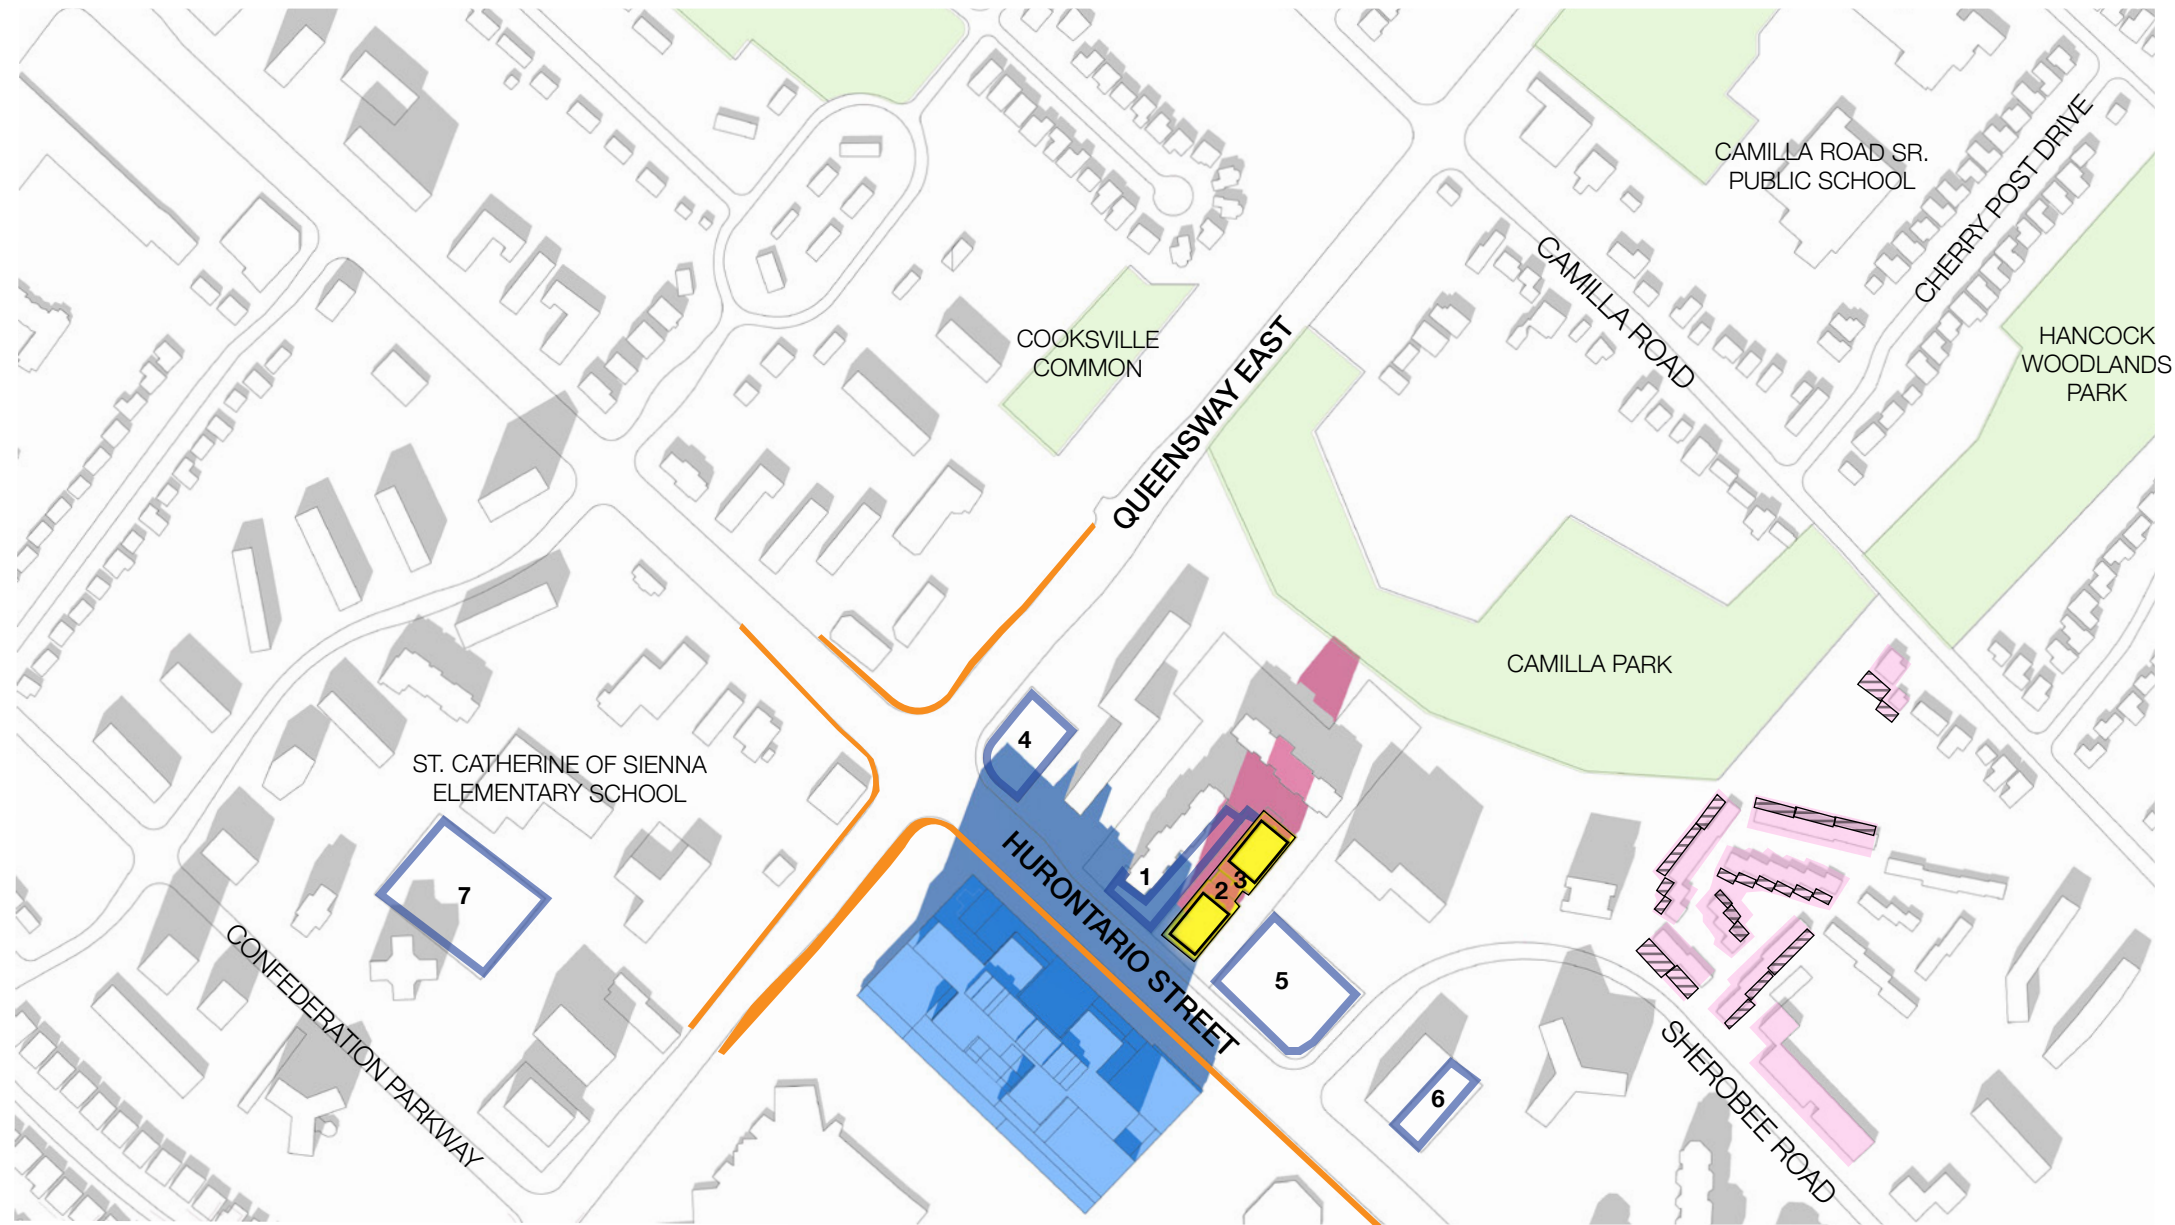 CAMILLA ROAD SR.
PUBLIC SCHOOL
CHERRY POST DRIVE
CAMILLA ROAD
HANCOCK
WOODLANDS
PARK
COOKSVILLE
COMMON
QUEENSWAY EAST
CAMILLA PARK
ST. CATHERINE OF SIENNA
ELEMENTARY SCHOOL
4
HURONTARIO STREET
1
2
3
7
5
6
CONFEDERATION PARKWAY
SHEROBEE ROAD